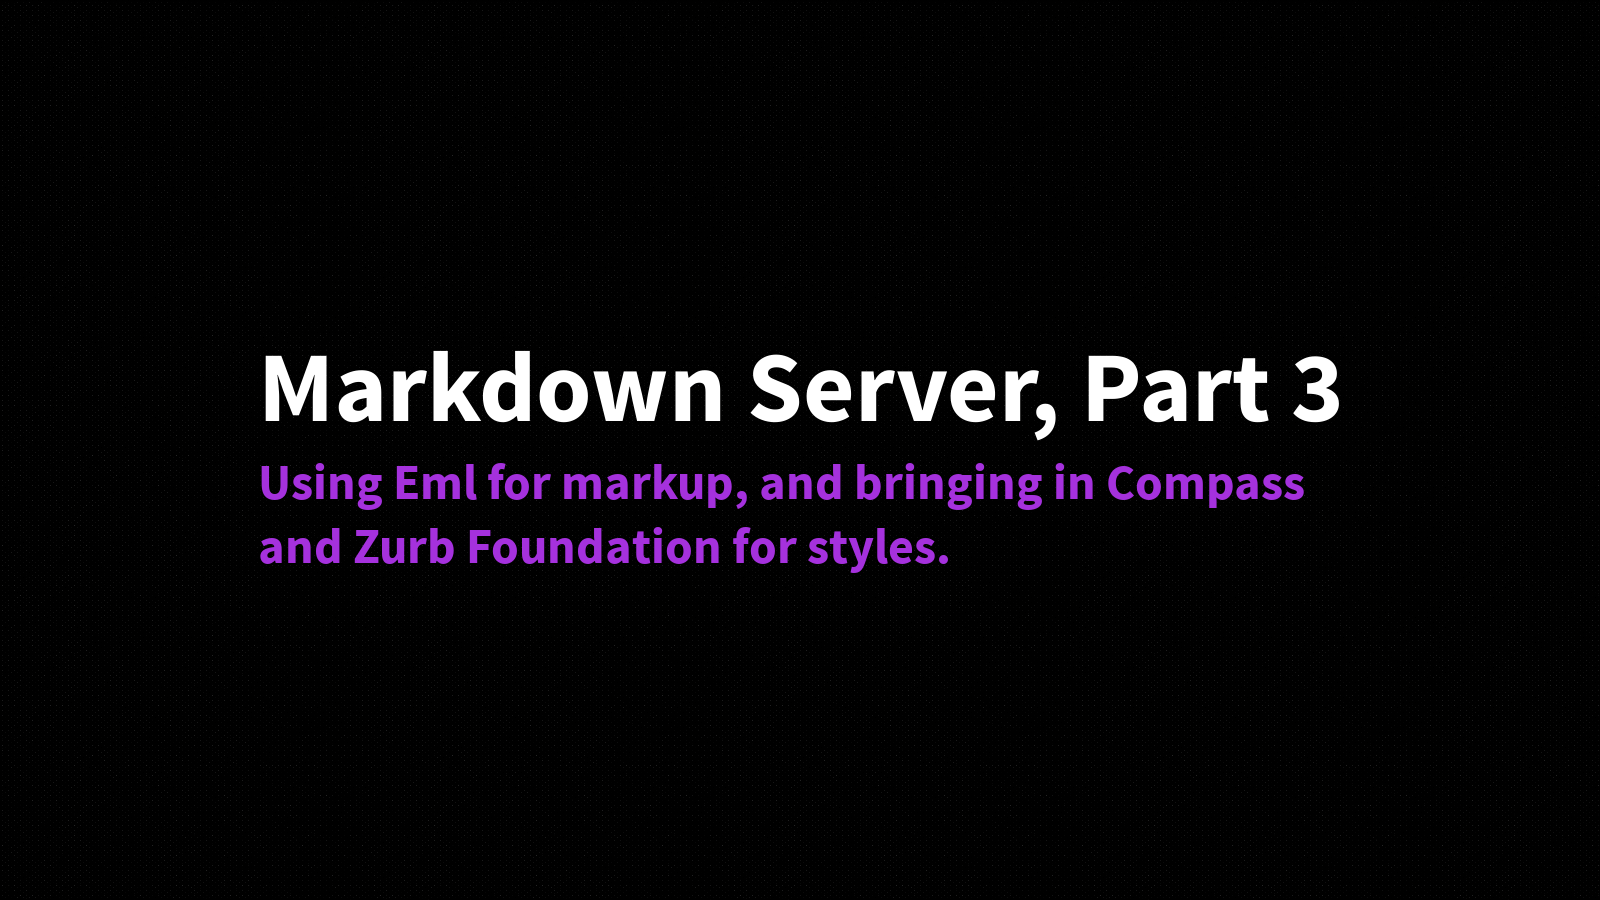 Markdown Server, Part 3
Using Eml for markup, and bringing in Compass
and Zurb Foundation for styles.